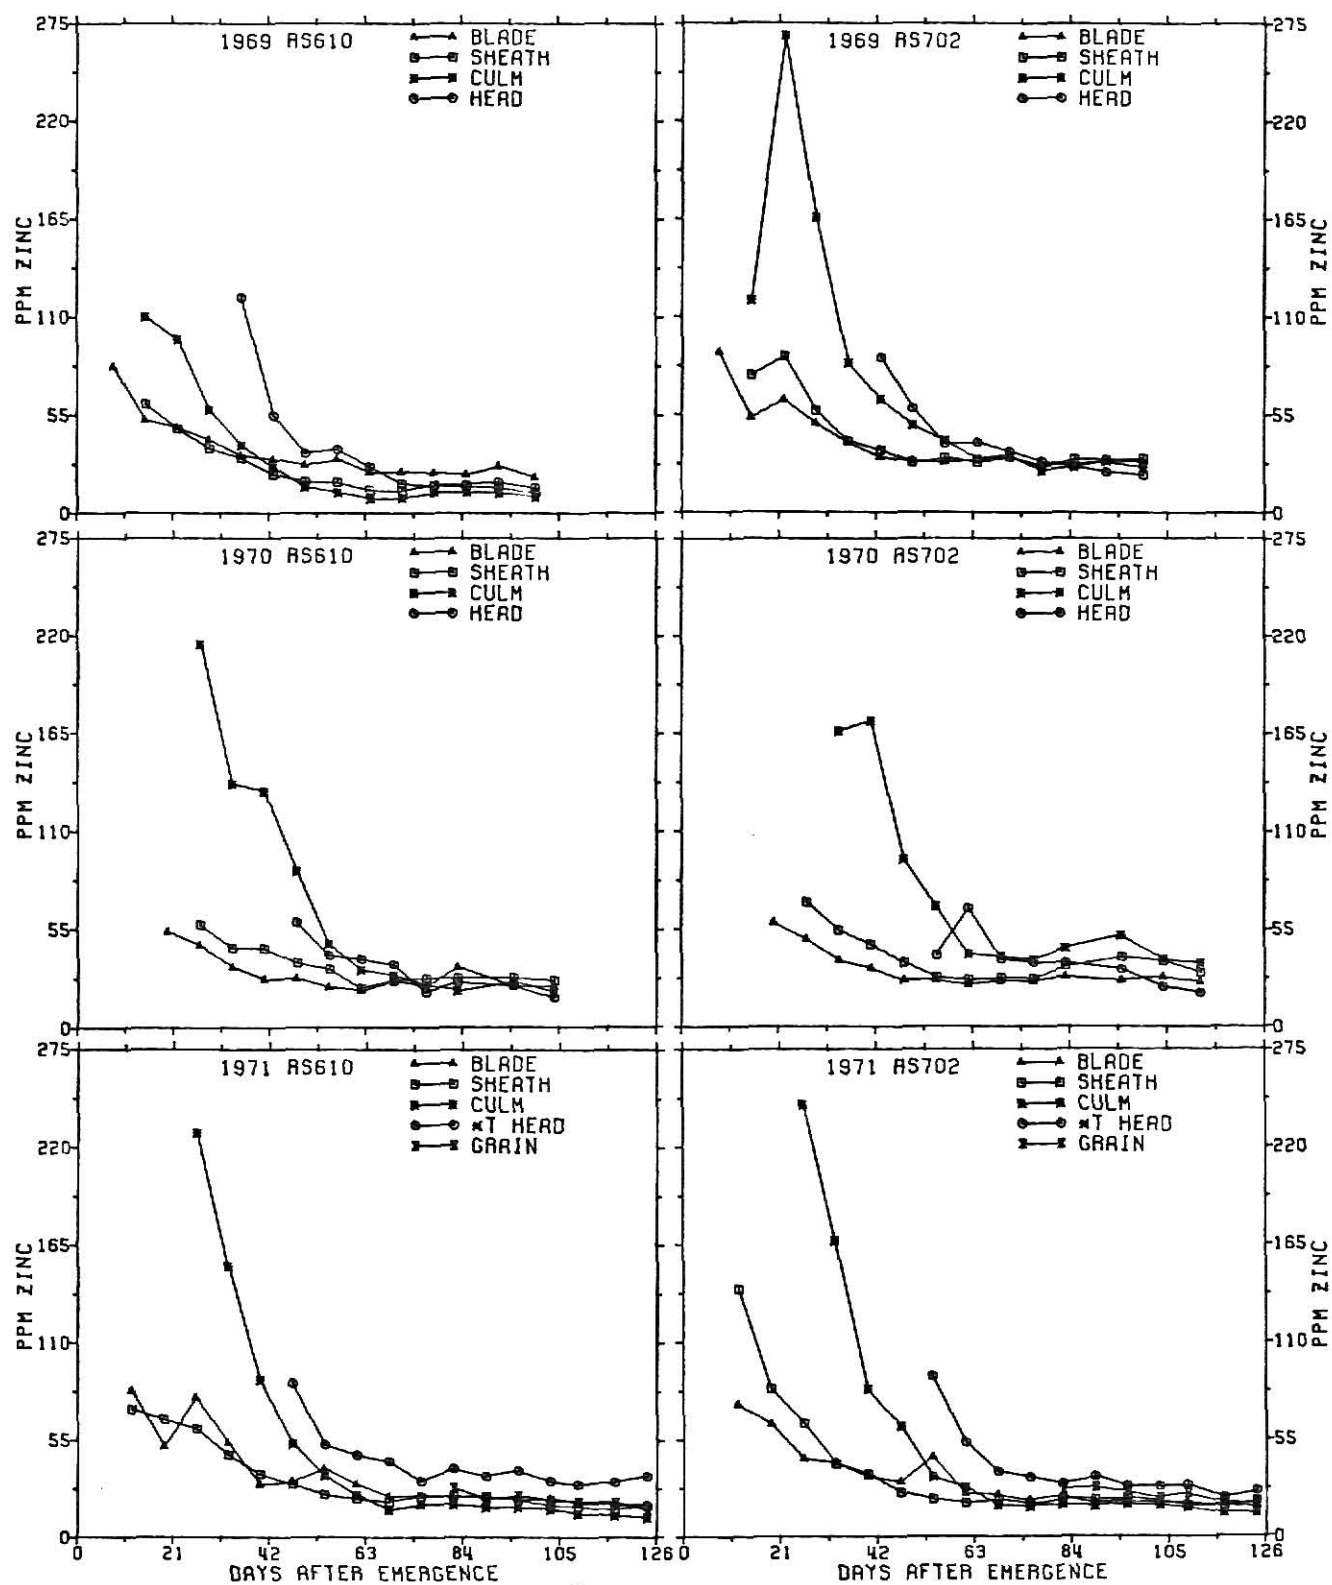 1969 RS610
BLADE
SHEATH
CULM
HEAD
275
220
165
110
55
0
PPM ZINC
1969 RS702
BLADE
SHEATH
CULM
HEAD
275
220
165
110
55
0
PPM ZINC
1970 RS610
BLADE
SHEATH
CULM
HEAD
275
220
165
110
55
0
PPM ZINC
1970 RS702
BLADE
SHEATH
CULM
HEAD
275
220
165
110
55
0
PPM ZINC
1971 RS610
BLADE
SHEATH
CULM
*T HEAD
GRAIN
275
220
165
110
55
0
PPM ZINC
0 21 42 63 84 105 126
DAYS AFTER EMERGENCE
1971 RS702
BLADE
SHEATH
CULM
*T HEAD
GRAIN
275
220
165
110
55
0
PPM ZINC
0 21 42 63 84 105 126
DAYS AFTER EMERGENCE